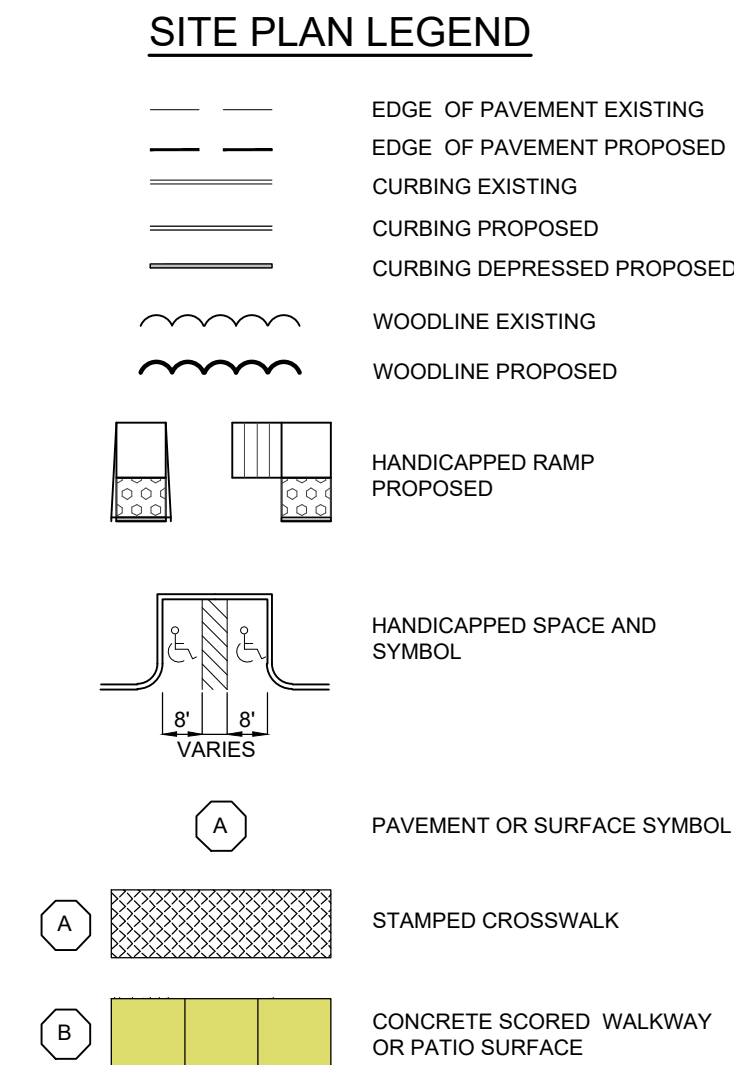 SITE PLAN LEGEND
EDGE OF PAVEMENT EXISTING
EDGE OF PAVEMENT PROPOSED
CURBING EXISTING
CURBING PROPOSED
CURBING DEPRESSED PROPOSED
WOODLINE EXISTING
WOODLINE PROPOSED
HANDICAPPED RAMP
PROPOSED
HANDICAPPED SPACE AND
SYMBOL
8' 8'
VARIES
A PAVEMENT OR SURFACE SYMBOL
A STAMPED CROSSWALK
B CONCRETE SCORED WALKWAY
OR PATIO SURFACE